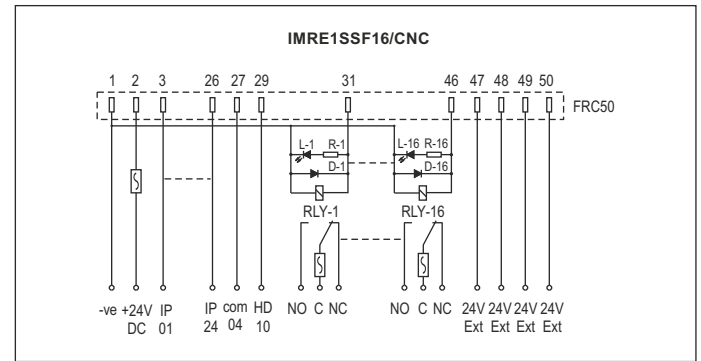 IMRE1SSF16/CNC
1 2 3 26 27 29 31 46 47 48 49 50
FRC50
L-1 R-1 L-16 R-16
D-1 D-16
RLY-1 RLY-16
-ve +24V IP IP com HD NO C NC NO C NC 24V 24V 24V 24V
DC 01 24 04 10 Ext Ext Ext Ext